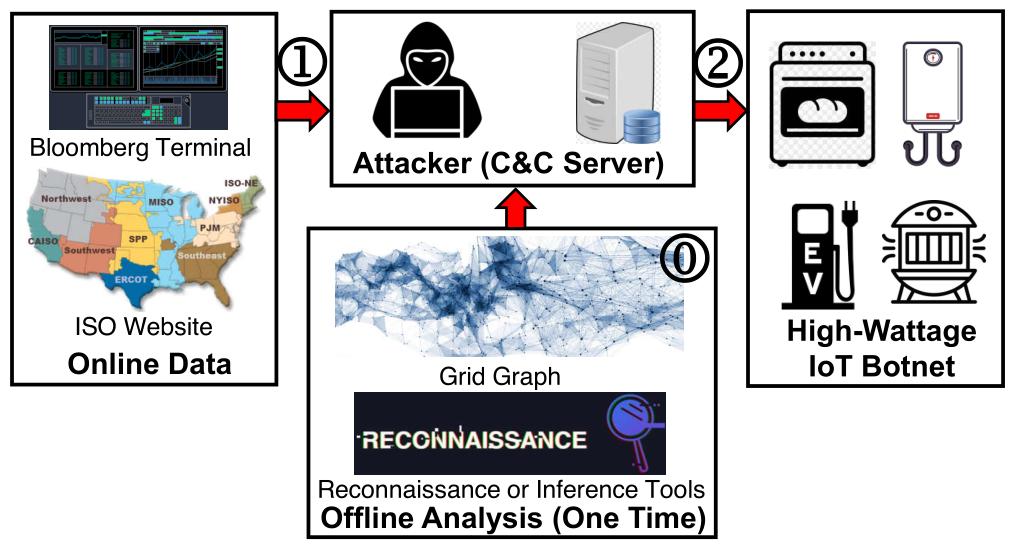 ①
②
Bloomberg Terminal
ISO-NE
Northwest
MISO
NYISO
PJM
CAISO
SPP
Southwest
Southeast
ERCOT
ISO Website
Online Data
Attacker (C&C Server)
EV
High-Wattage
IoT Botnet
⓪
Grid Graph
RECONNAISSANCE
Reconnaissance or Inference Tools
Offline Analysis (One Time)